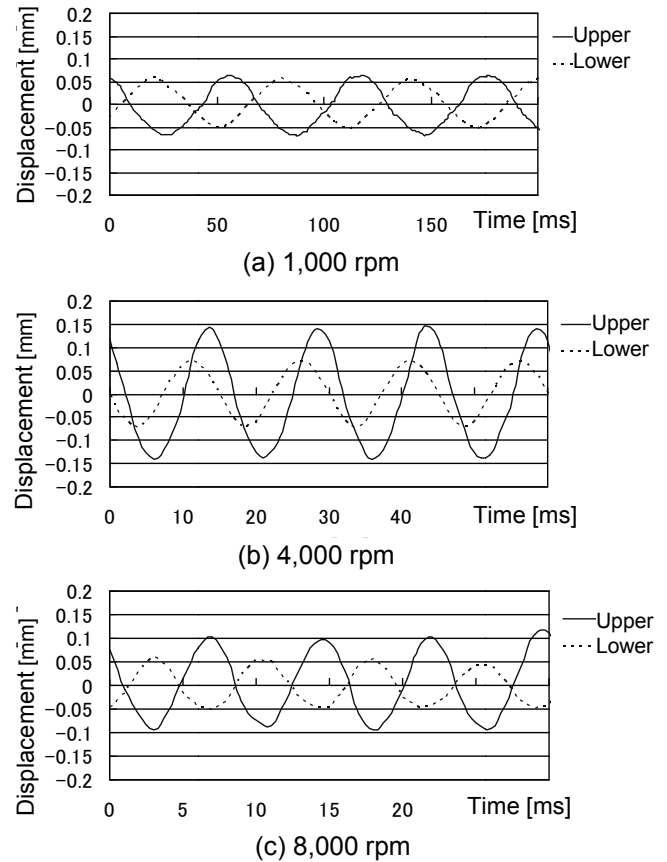 Displacement [mm]
0.2
0.15
0.1
0.05
0
-0.05
-0.1
-0.15
-0.2
Upper
Lower
0 50 100 150 Time [ms]
(a) 1,000 rpm
Displacement [mm]
0.2
0.15
0.1
0.05
0
-0.05
-0.1
-0.15
-0.2
Upper
Lower
0 10 20 30 40 Time [ms]
(b) 4,000 rpm
Displacement [mm]
0.2
0.15
0.1
0.05
0
-0.05
-0.1
-0.15
-0.2
Upper
Lower
0 5 10 15 20 Time [ms]
(c) 8,000 rpm